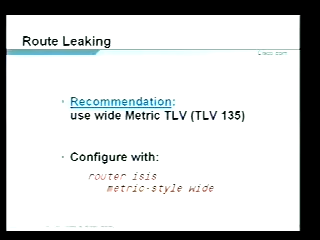 Route Leaking
• Recommendation:
use wide Metric TLV (TLV 135)
• Configure with:
router isis
metric-style wide